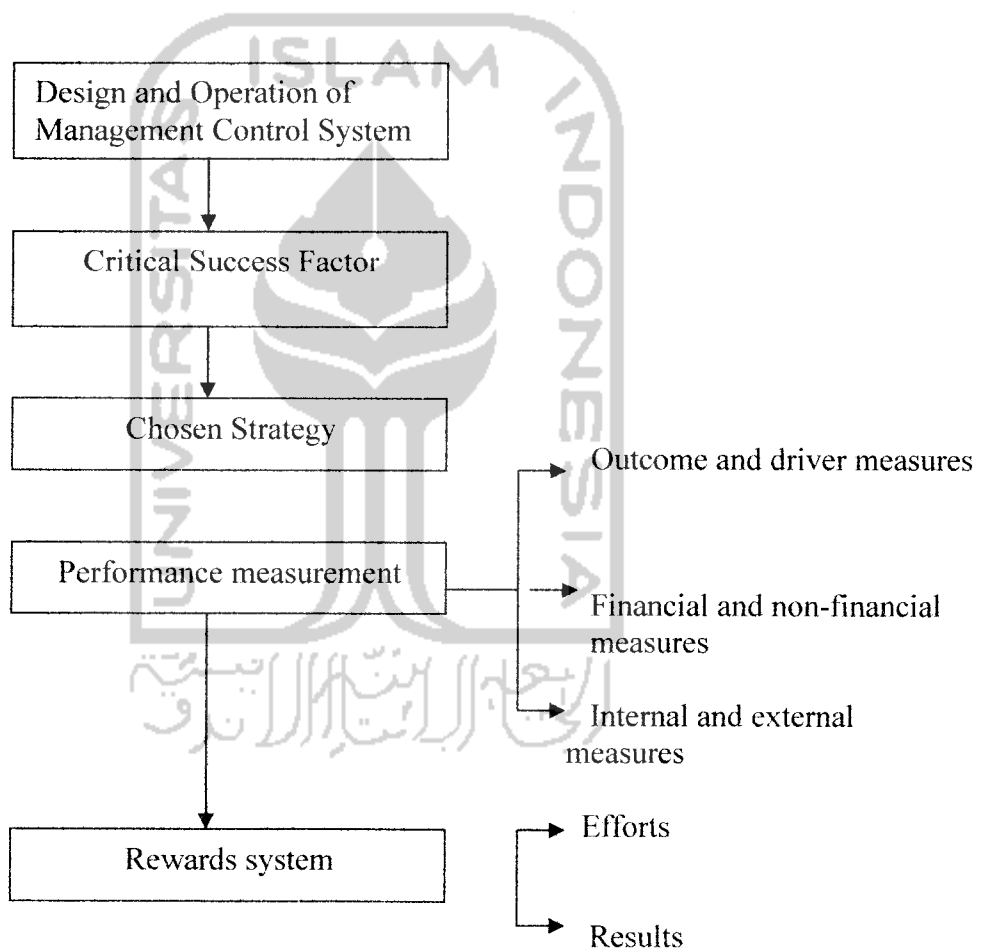 ISLAM
UNIVERSITAS
INDONESIA
Design and Operation of
Management Control System
Critical Success Factor
Chosen Strategy
Outcome and driver measures
Performance measurement
Financial and non-financial
measures
Internal and external
measures
Efforts
Rewards system
Results